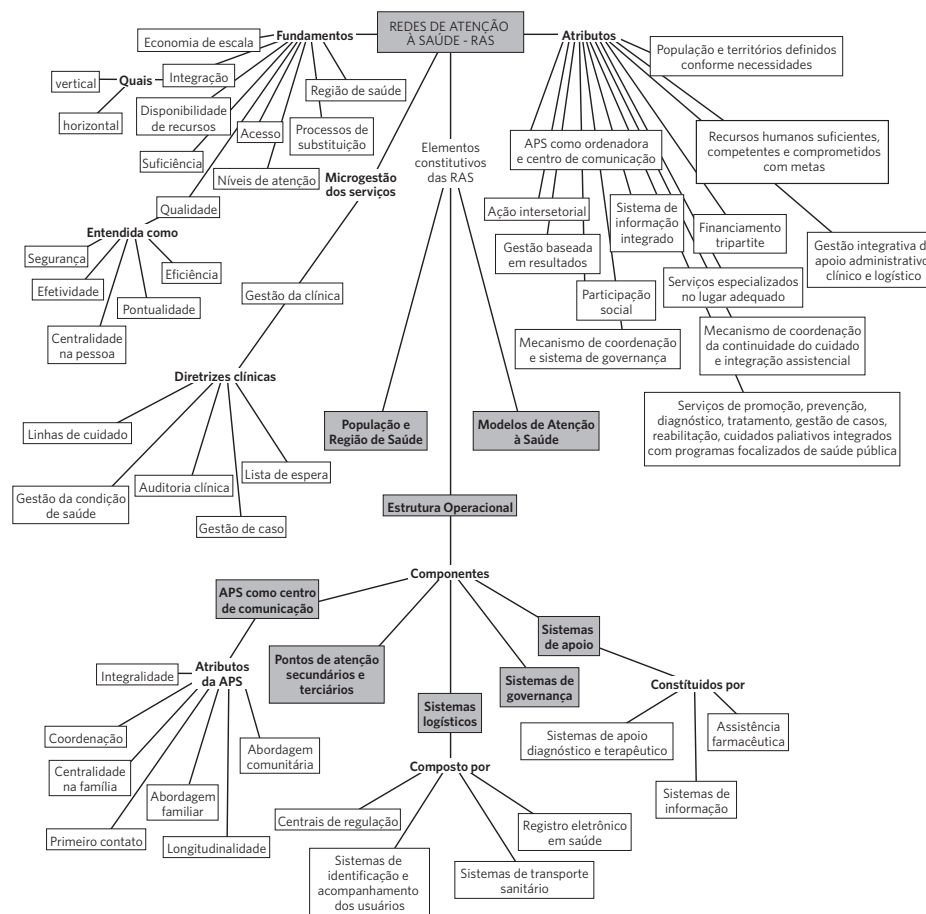 REDES DE ATENÇÃO
À SAÚDE - RAS
Fundamentos
Economia de escala
Integração
Quais
vertical
horizontal
Disponibilidade
de recursos
Suficiência
Acesso
Níveis de atenção
Região de saúde
Processos de
substituição
Qualidade
Entendida como
Segurança
Efetividade
Centralidade
na pessoa
Pontualidade
Eficiência
Microgestão
dos serviços
Gestão da clínica
Diretrizes clínicas
Linhas de cuidado
Gestão da condição
de saúde
Auditoria clínica
Gestão de caso
Lista de espera
Elementos
constitutivos
das RAS
População e
Região de Saúde
Modelos de Atenção
à Saúde
Atributos
População e territórios definidos
conforme necessidades
Recursos humanos suficientes,
competentes e comprometidos
com metas
APS como ordenadora
e centro de comunicação
Ação intersetorial
Gestão baseada
em resultados
Sistema de
informação
integrado
Financiamento
tripartite
Gestão integrativa d
apoio administrativo
clínico e logístico
Participação
social
Serviços especializados
no lugar adequado
Mecanismo de coordenação
e sistema de governança
Mecanismo de coordenação
da continuidade do cuidado
e integração assistencial
Serviços de promoção, prevenção,
diagnóstico, tratamento, gestão de casos,
reabilitação, cuidados paliativos integrados
com programas focalizados de saúde pública
Estrutura Operacional
Componentes
APS como centro
de comunicação
Pontos de atenção
secundários e
terciários
Sistemas
logísticos
Sistemas de
governança
Sistemas
de apoio
Atributos
da APS
Integralidade
Coordenação
Centralidade
na família
Primeiro contato
Abordagem
familiar
Longitudinalidade
Abordagem
comunitária
Composto por
Centrais de regulação
Sistemas de
identificação e
acompanhamento
dos usuários
Sistemas de transporte
sanitário
Registro eletrônico
em saúde
Constítuidos por
Sistemas de apoio
diagnóstico e terapêutico
Sistemas de
informação
Assistência
farmacêutica